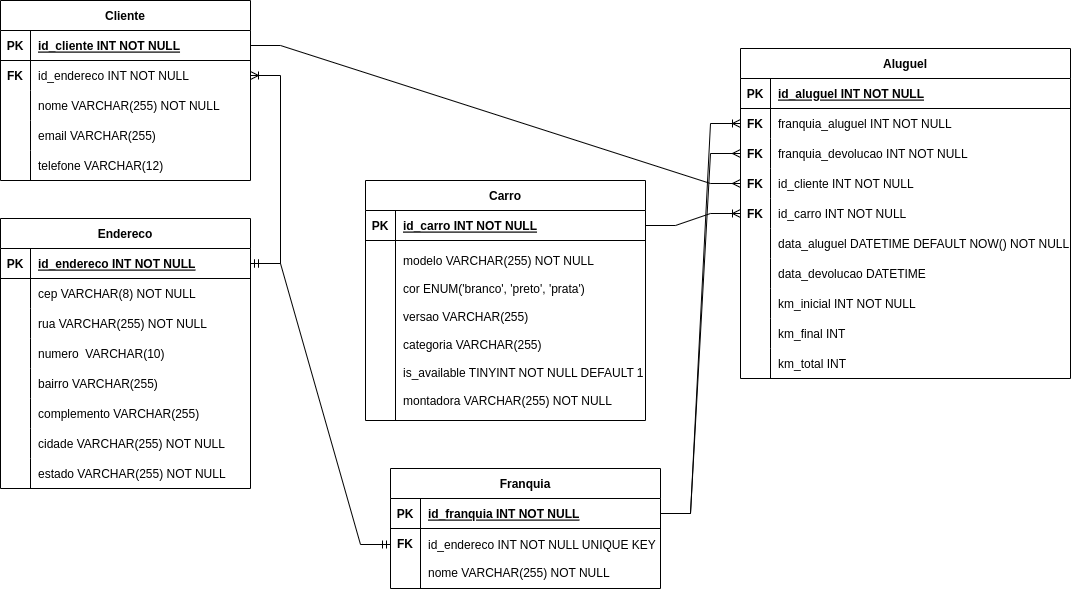 Cliente
PK id_cliente INT NOT NULL
FK id_endereco INT NOT NULL
nome VARCHAR(255) NOT NULL
email VARCHAR(255)
telefone VARCHAR(12)
Endereco
PK id_endereco INT NOT NULL
cep VARCHAR(8) NOT NULL
rua VARCHAR(255) NOT NULL
numero  VARCHAR(10)
bairro VARCHAR(255)
complemento VARCHAR(255)
cidade VARCHAR(255) NOT NULL
estado VARCHAR(255) NOT NULL
Carro
PK id_carro INT NOT NULL
modelo VARCHAR(255) NOT NULL
cor ENUM('branco', 'preto', 'prata')
versao VARCHAR(255)
categoria VARCHAR(255)
is_available TINYINT NOT NULL DEFAULT 1
montadora VARCHAR(255) NOT NULL
Franquia
PK id_franquia INT NOT NULL
FK id_endereco INT NOT NULL UNIQUE KEY
nome VARCHAR(255) NOT NULL
Aluguel
PK id_aluguel INT NOT NULL
FK franquia_aluguel INT NOT NULL
FK franquia_devolucao INT NOT NULL
FK id_cliente INT NOT NULL
FK id_carro INT NOT NULL
data_aluguel DATETIME DEFAULT NOW() NOT NULL
data_devolucao DATETIME
km_inicial INT NOT NULL
km_final INT
km_total INT